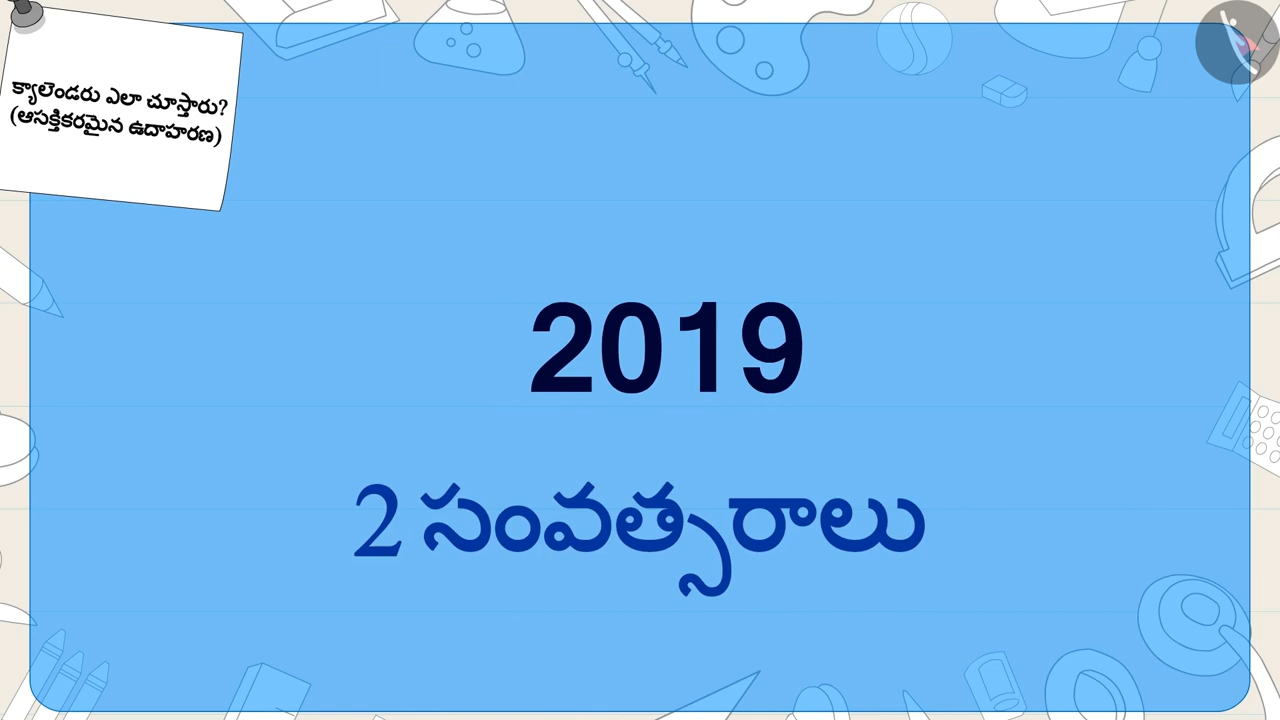 క్యాలెండరు ఎలా చూస్తారు?
(ఆసక్తికరమైన ఉదాహరణ)
2019
2 సంవత్సరాలు